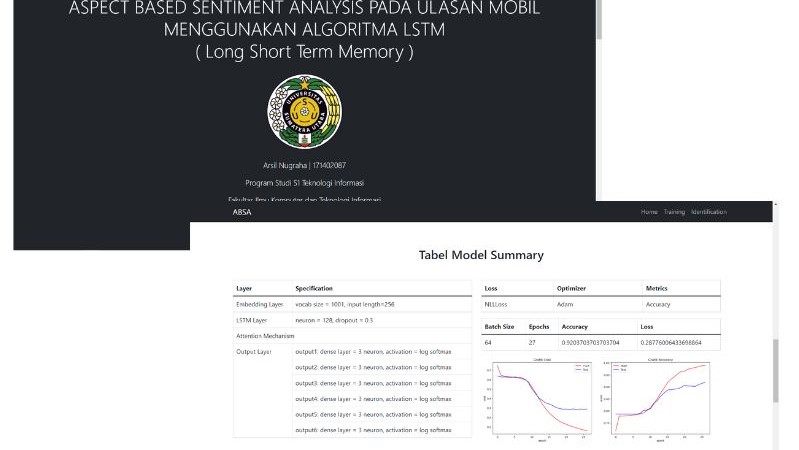 ASPECT BASED SENTIMENT ANALYSIS PADA ULASAN MOBIL
MENGGUNAKAN ALGORITMA LSTM
( Long Short Term Memory )
UNIVERSITAS
SUMATERA UTARA
Arsil Nugraha | 171402087
Program Studi S1 Teknologi Informasi
Fakultas Ilmu Komputer dan Teknologi Informasi
ABSA
Home Training Identification
Tabel Model Summary
Layer Specification
Embedding Layer vocab size = 1001, input length=256
LSTM Layer neuron = 128, dropout = 0.3
Attention Mechanism
Output Layer output1: dense layer = 3 neuron, activation = log softmax
output2: dense layer = 3 neuron, activation = log softmax
output3: dense layer = 3 neuron, activation = log softmax
output4: dense layer = 3 neuron, activation = log softmax
output5: dense layer = 3 neuron, activation = log softmax
output6: dense layer = 3 neuron, activation = log softmax
Loss Optimizer Metrics
NLLLoss Adam Accuracy
Batch Size Epochs Accuracy Loss
64 27 0.9203703703703704 0.28776006433698864